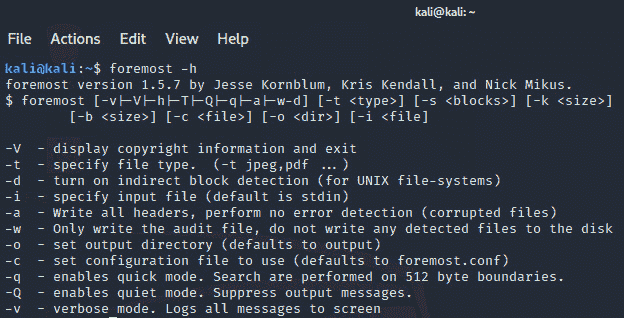 kali@kali: ~
File Actions Edit View Help
kali@kali:~$ foremost -h
foremost version 1.5.7 by Jesse Kornblum, Kris Kendall, and Nick Mikus.
$ foremost [-v|-V|-h|-T|-Q|-q|-a|-w-d] [-t <type>] [-s <blocks>] [-k <size>]
[-b <size>] [-c <file>] [-o <dir>] [-i <file]
-V - display copyright information and exit
-t - specify file type. (-t jpeg,pdf ...)
-d - turn on indirect block detection (for UNIX file-systems)
-i - specify input file (default is stdin)
-a - Write all headers, perform no error detection (corrupted files)
-w - Only write the audit file, do not write any detected files to the disk
-o - set output directory (defaults to output)
-c - set configuration file to use (defaults to foremost.conf)
-q - enables quick mode. Search are performed on 512 byte boundaries.
-Q - enables quiet mode. Suppress output messages.
-v - verbose mode. Logs all messages to screen